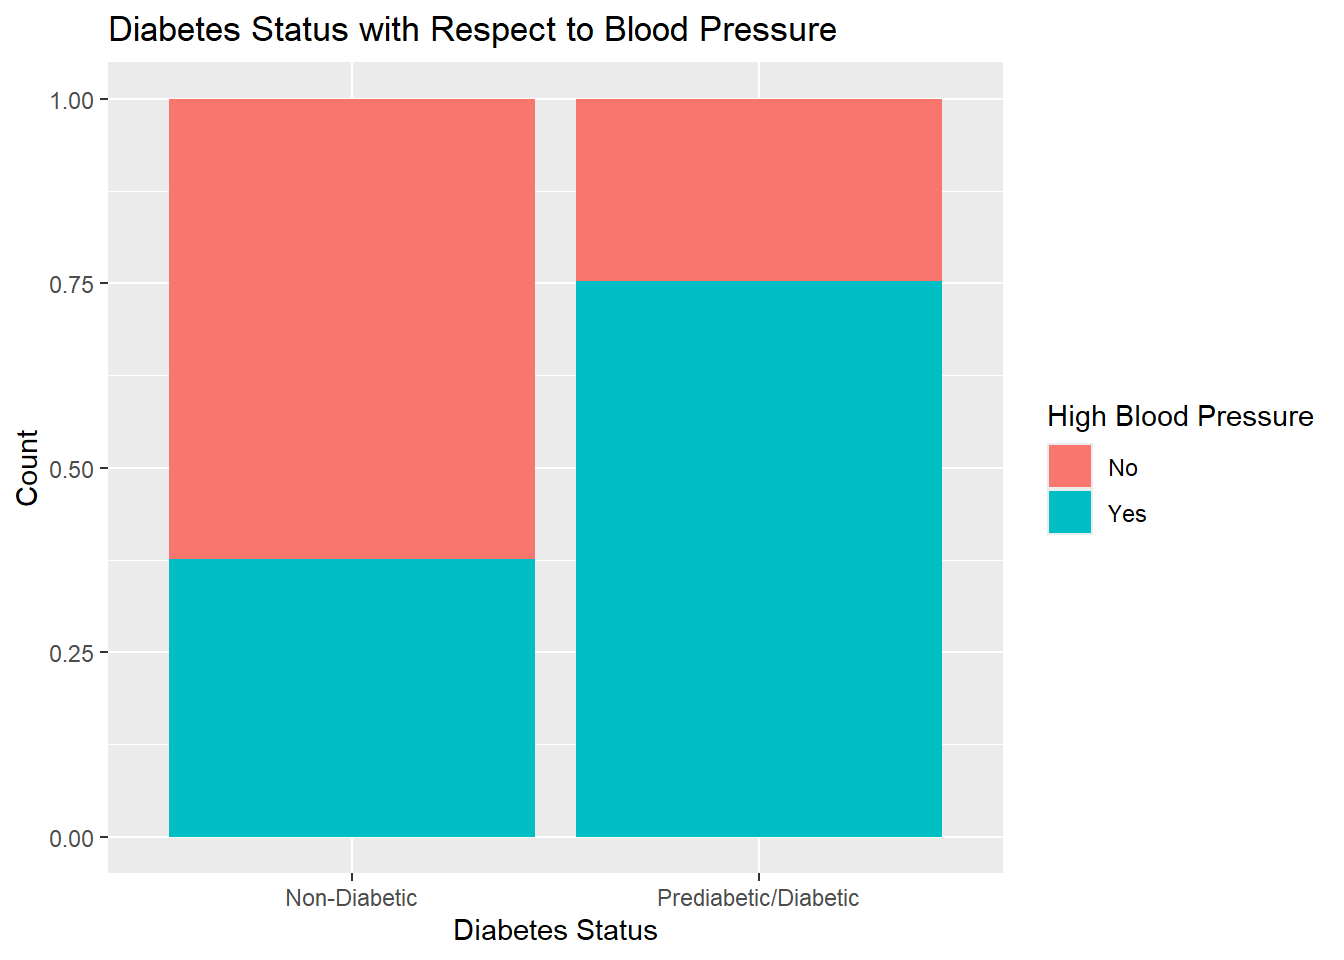 Diabetes Status with Respect to Blood Pressure
1.00
0.75
0.50
0.25
0.00
Count
Non-Diabetic
Prediabetic/Diabetic
Diabetes Status
High Blood Pressure
No
Yes